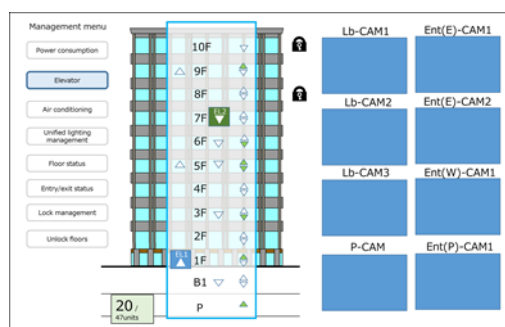 Management menu
Power consumption
Elevator
Air conditioning
Unified lighting
management
Floor status
Entry/exit status
Lock management
Unlock floors
10F
9F
8F
7F
EL2
6F
5F
4F
3F
2F
EL1
1F
B1
P
20/
47units
Lb-CAM1
Ent(E)-CAM1
Lb-CAM2
Ent(E)-CAM2
Lb-CAM3
Ent(W)-CAM1
P-CAM
Ent(P)-CAM1